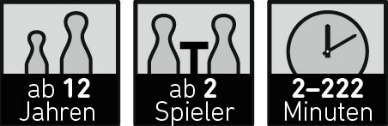 ab 12
Jahren
ab 2
Spieler
2–222
Minuten